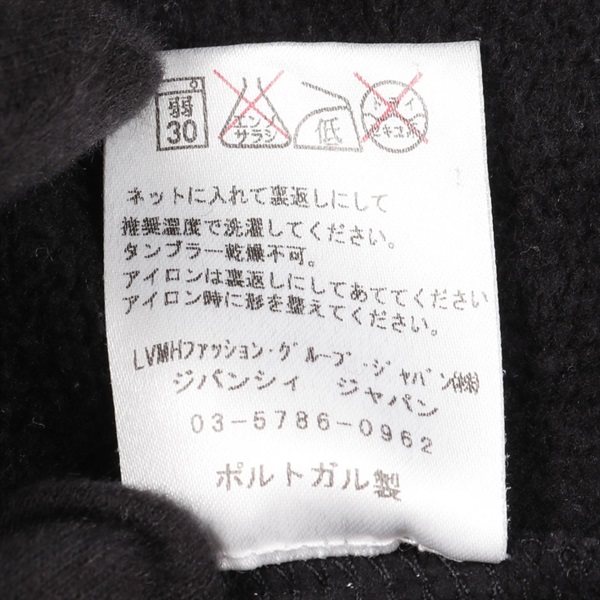 弱 エンソ 低 ドライ
30 サラシ セキユ系
ネットに入れて裏返しにして
推奨温度で洗濯してください。
タンブラー乾燥不可。
アイロンは裏返しにしてあててください
アイロン時に形を整えてください。
LVMHファッション・グループ・ジャパン㈱
ジバンシィ ジャパン
03-5786-0962
ポルトガル製